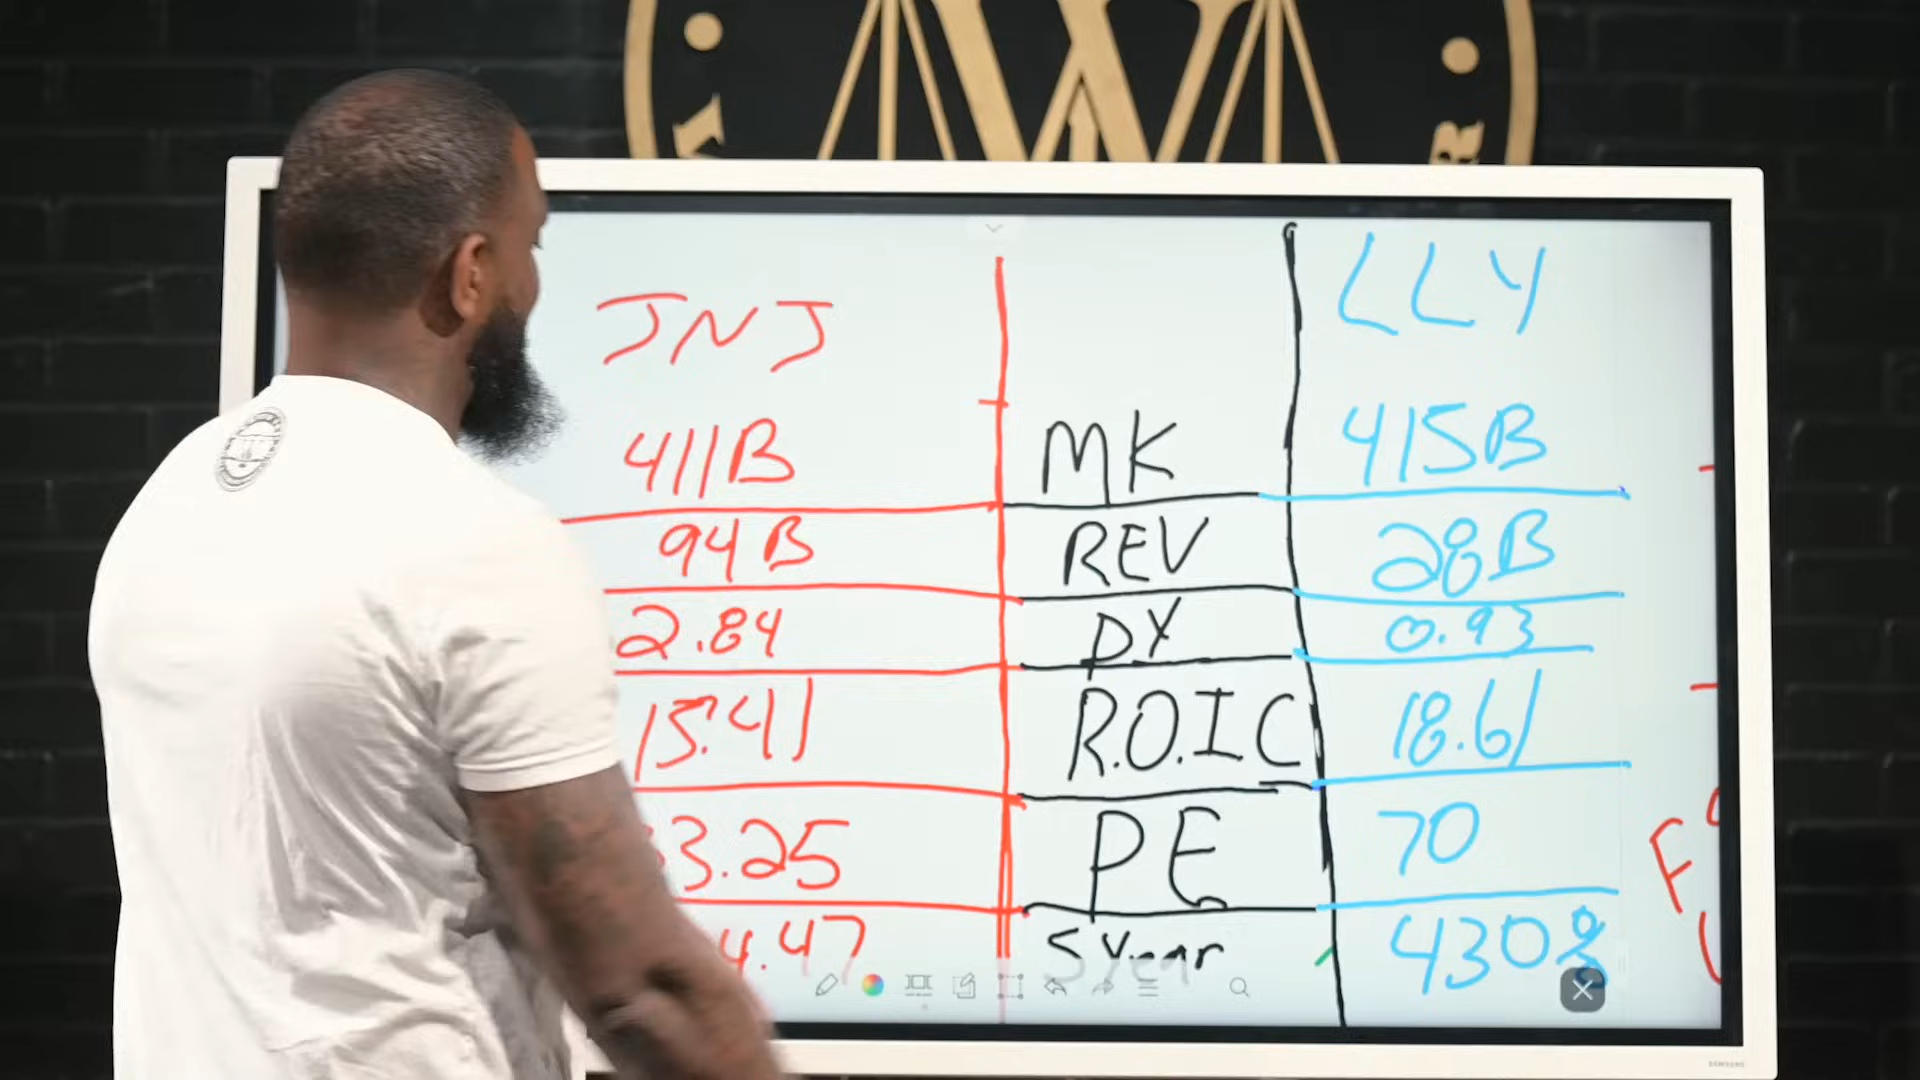 W
R
JNJ LLY
411B MK 415B
94B REV 28B
2.84 DY 0.93
15.41 R.O.I.C 18.61
3.25 PE 70
4.47 5 year 430%
F
SAMSUNG